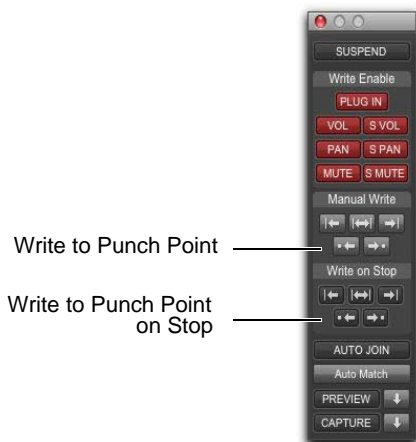 SUSPEND
Write Enable
PLUG IN
VOL S VOL
PAN S PAN
MUTE S MUTE
Manual Write
Write to Punch Point
Write on Stop
Write to Punch Point
on Stop
AUTO JOIN
Auto Match
PREVIEW
CAPTURE